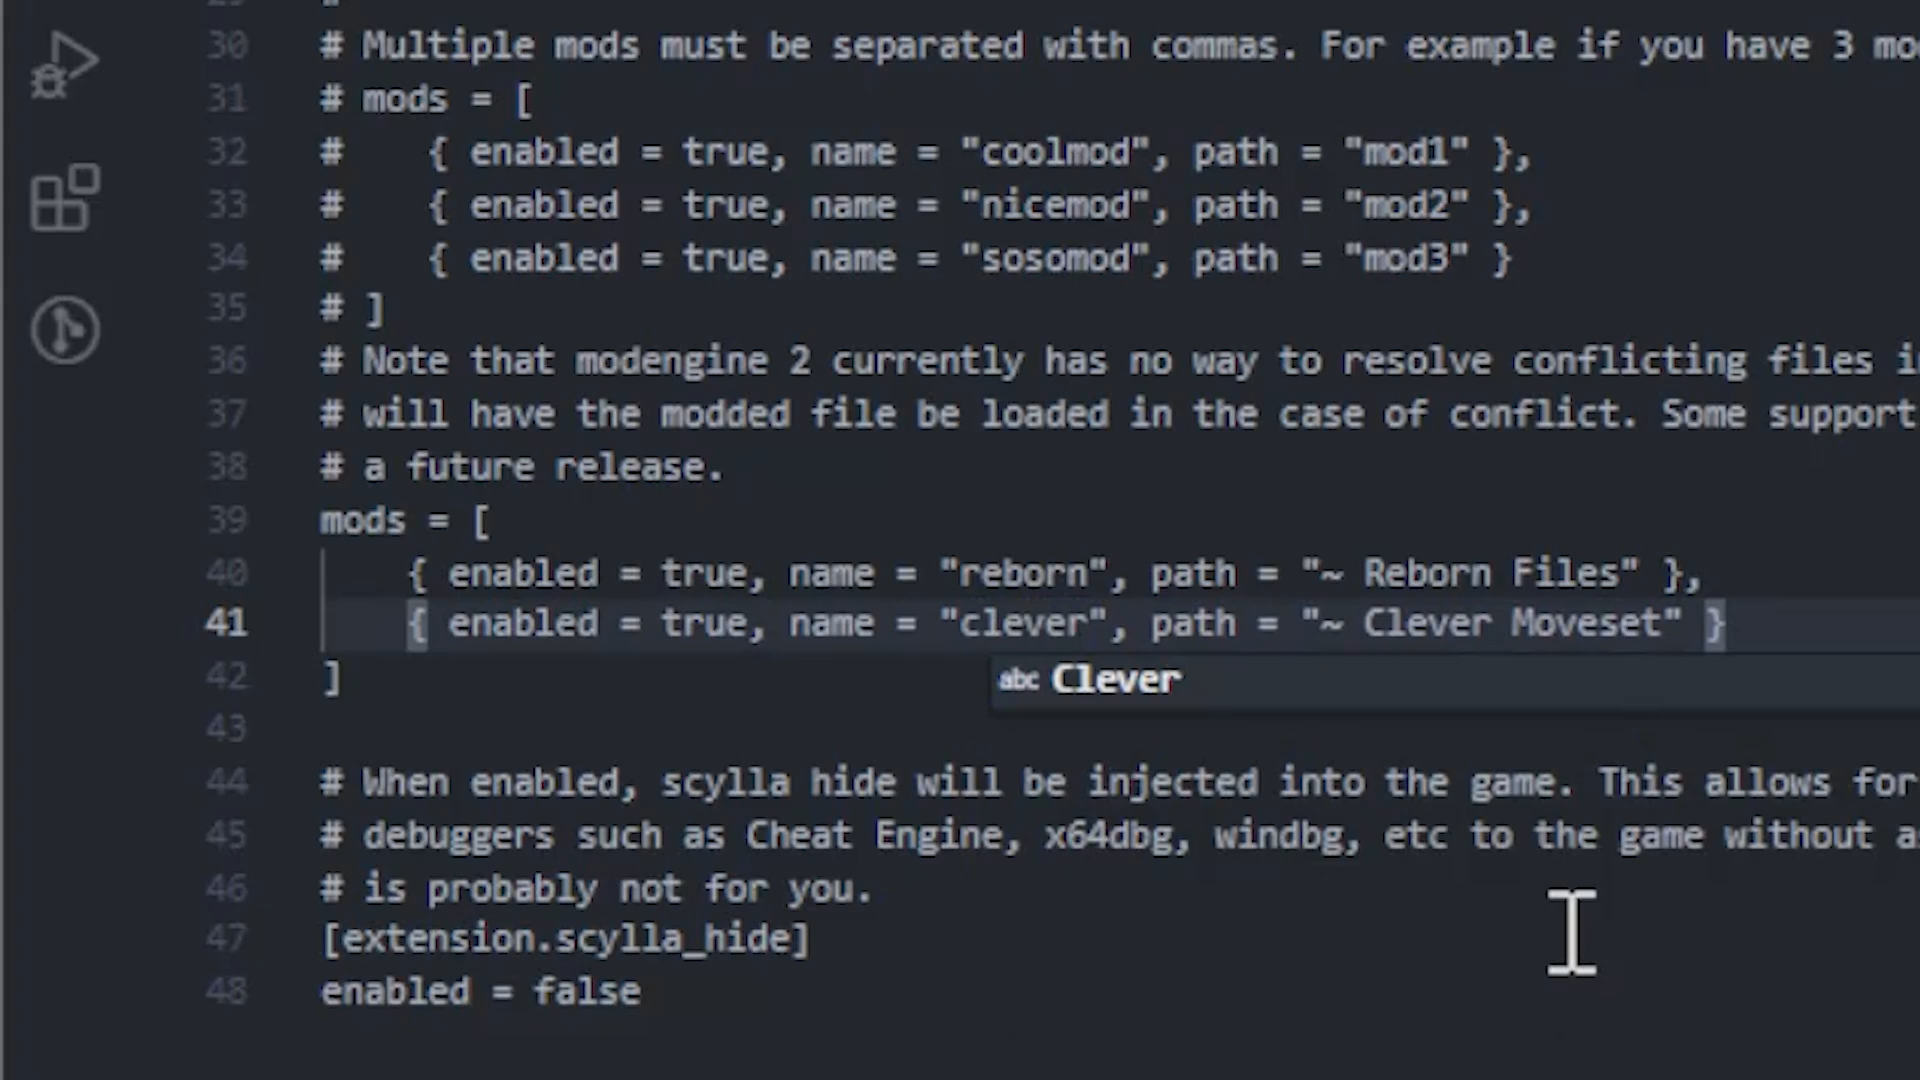 30 # Multiple mods must be separated with commas. For example if you have 3
31 # mods = [
32 #    { enabled = true, name = "coolmod", path = "mod1" },
33 #    { enabled = true, name = "nicemod", path = "mod2" },
34 #    { enabled = true, name = "sosomod", path = "mod3" }
35 # ]
36 # Note that modengine 2 currently has no way to resolve conflicting files
37 # will have the modded file be loaded in the case of conflict. Some support
38 # a future release.
39 mods = [
40     { enabled = true, name = "reborn", path = "~ Reborn Files" },
41     { enabled = true, name = "clever", path = "~ Clever Moveset" }
42 ]
abc Clever
43
44 # When enabled, scylla hide will be injected into the game. This allows for
45 # debuggers such as Cheat Engine, x64dbg, windbg, etc to the game without
46 # is probably not for you.
47 [extension.scylla_hide]
48 enabled = false